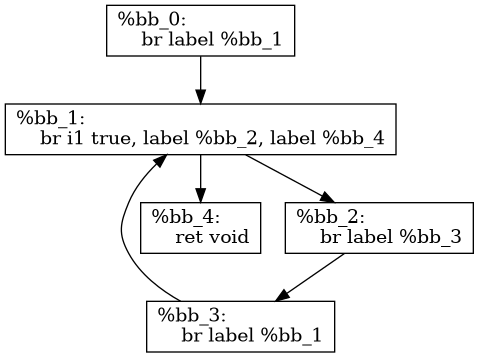 %bb_0:
br label %bb_1
%bb_1:
br i1 true, label %bb_2, label %bb_4
%bb_4:
ret void
%bb_2:
br label %bb_3
%bb_3:
br label %bb_1